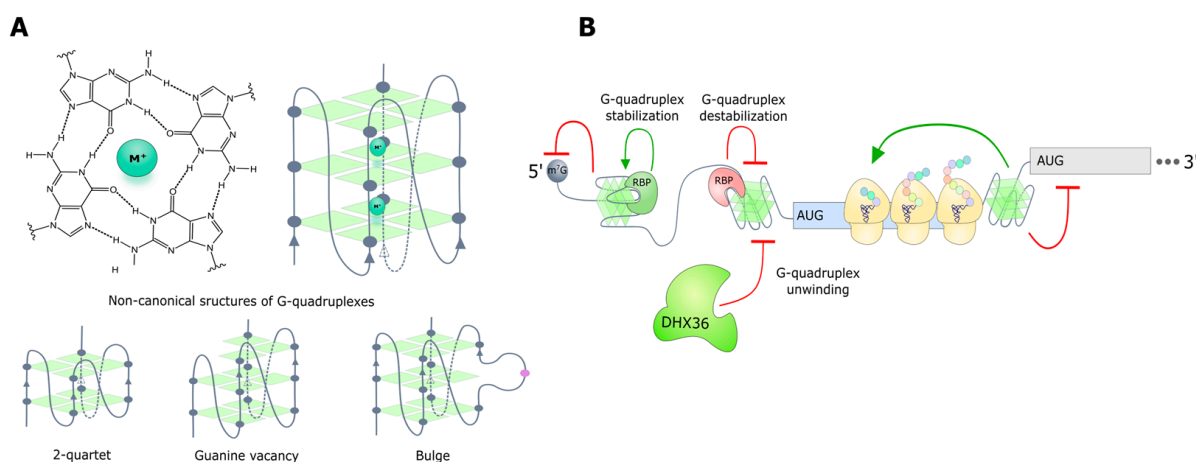 A
B
H
N
N
N
H
N
N
N
N
H
O
H
N
H
O
M⁺
N
N
N
N
H
N
H
H
N
H
O
N
N
H
O
H
N
N
N
N
H
N
H
M⁺
M⁺
Non-canonical sructures of G-quadruplexes
2-quartet
Guanine vacancy
Bulge
G-quadruplex
stabilization
G-quadruplex
destabilization
5'
m⁷G
RBP
RBP
AUG
AUG
3'
G-quadruplex
unwinding
DHX36